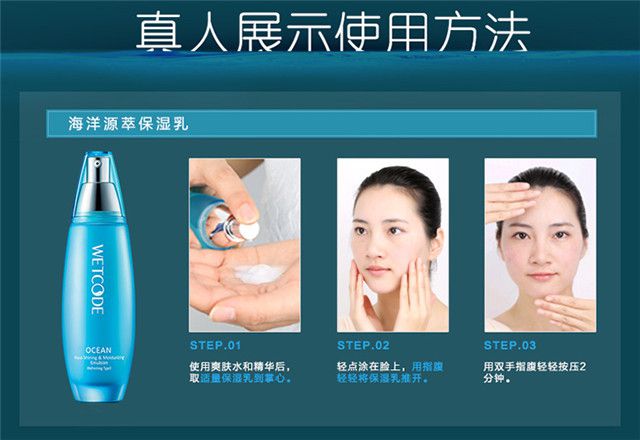 真人展示使用方法
海洋源萃保湿乳
WETCODE
OCEAN
& Moisturizing
Emulsion
STEP.01
使用爽肤水和精华后，
取适量保湿乳到掌心。
STEP.02
轻点涂在脸上，用指腹
轻轻将保湿乳推开。
STEP.03
用双手指腹轻轻按压2
分钟。